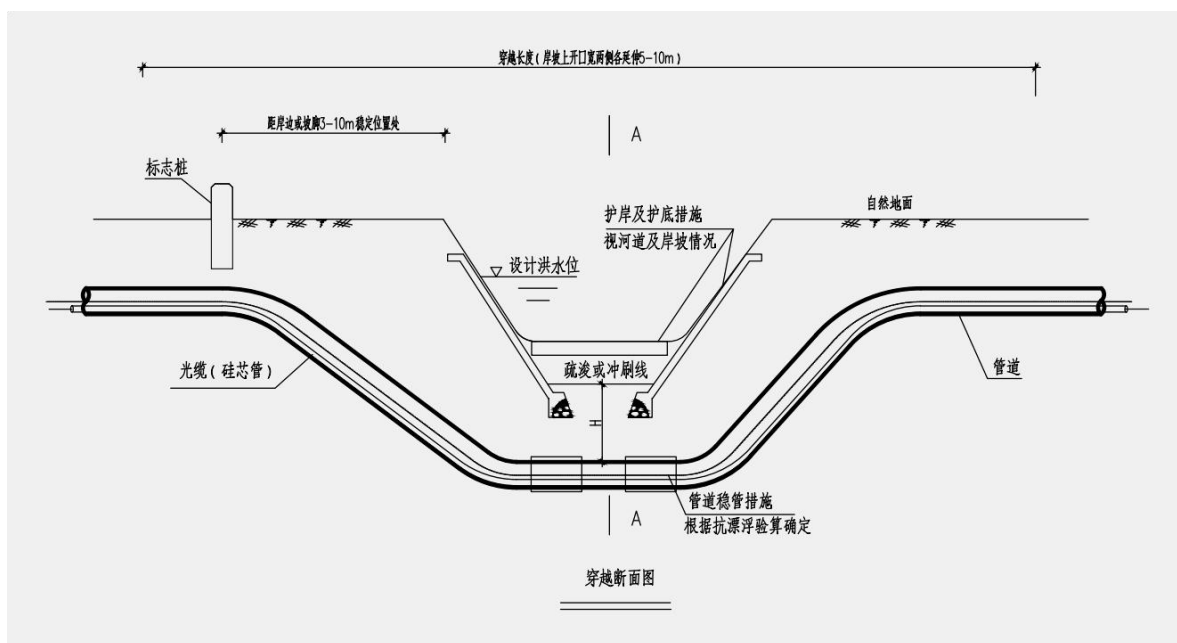 穿越长度(岸坡上开口宽两侧各延伸5-10m)
距岸边或坡脚3-10m稳定位置处
A
标志桩
自然地面
护岸及护底措施
视河道及岸坡情况
设计洪水位
疏浚或冲刷线
光缆(硅芯管)
管道
H
管道稳管措施
根据抗漂浮验算确定
A
穿越断面图